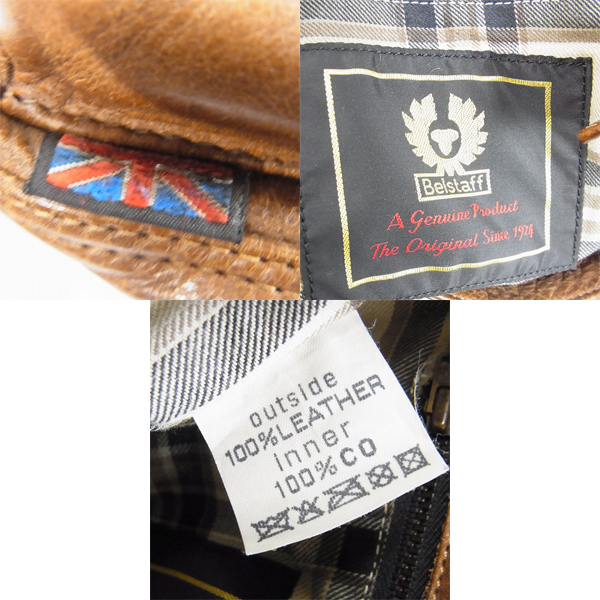 Belstaff
A Genuine Product
The Original Since 1924
outside
100%LEATHER
inner
100%CO